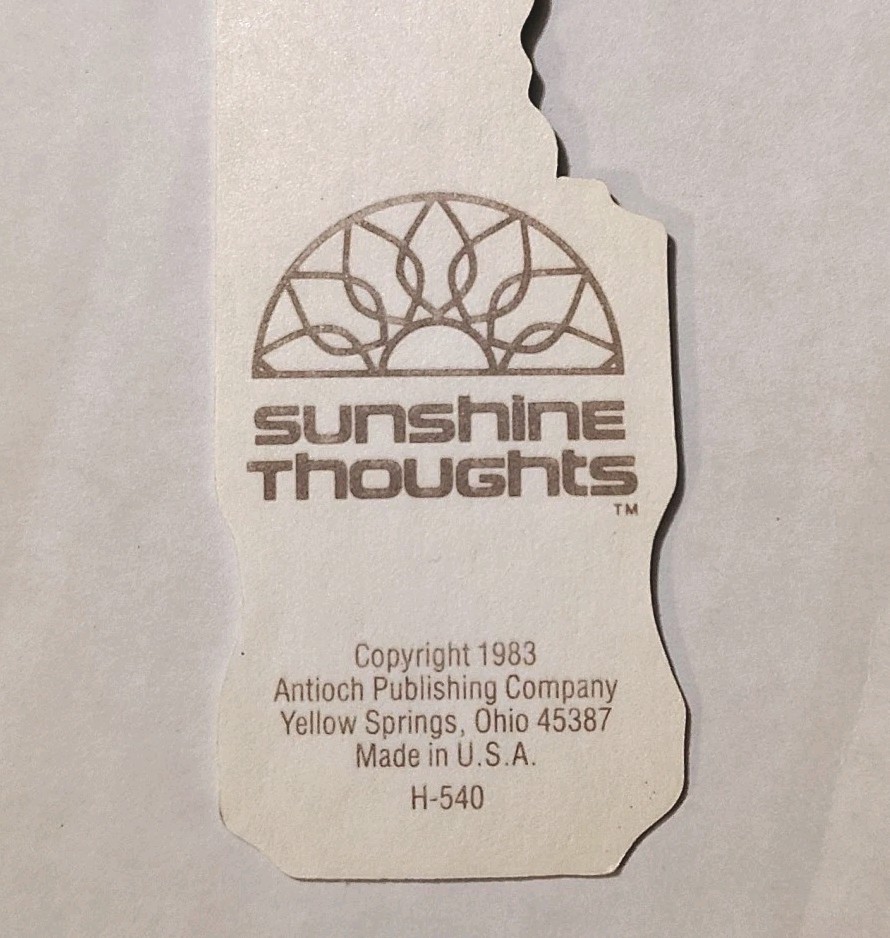 SunshinE
ThouGhts
TM
Copyright 1983
Antioch Publishing Company
Yellow Springs, Ohio 45387
Made in U.S.A.
H-540